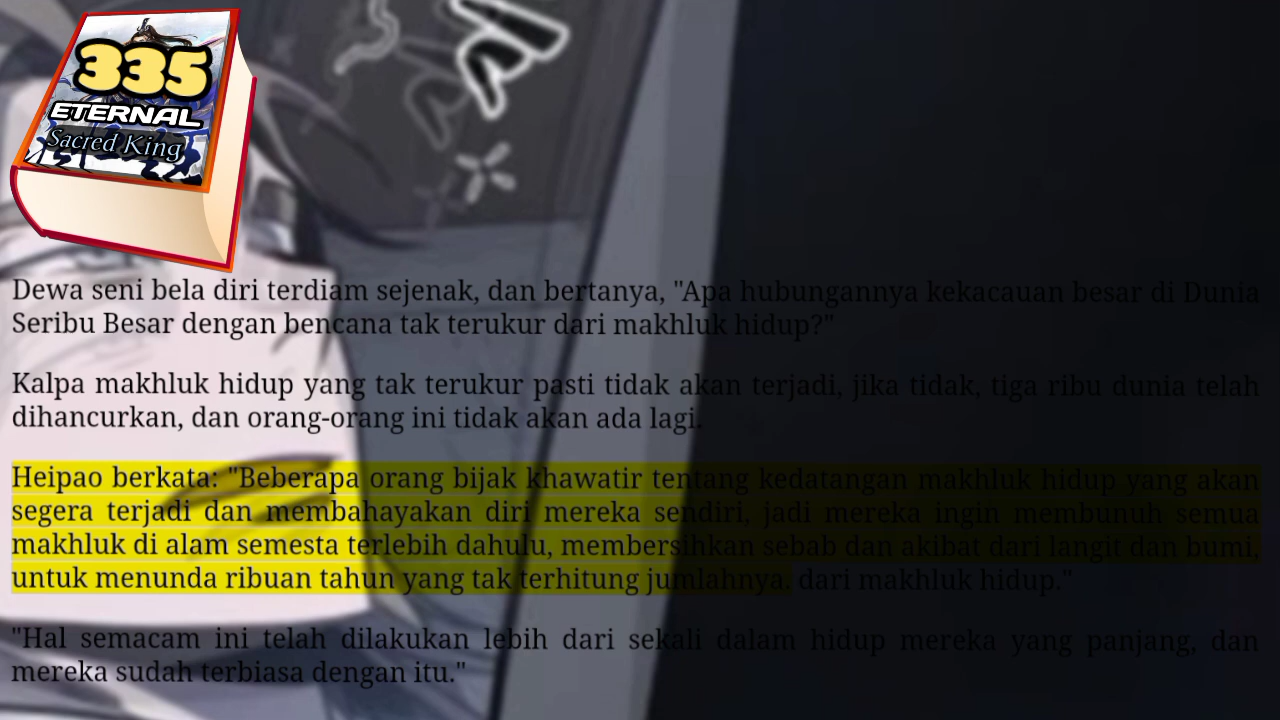 335
ETERNAL
Sacred King
Dewa seni bela diri terdiam sejenak, dan bertanya, "Apa hubungannya kekacauan besar di Dunia
Seribu Besar dengan bencana tak terukur dari makhluk hidup?"
Kalpa makhluk hidup yang tak terukur pasti tidak akan terjadi, jika tidak, tiga ribu dunia telah
dihancurkan, dan orang-orang ini tidak akan ada lagi.
Heipao berkata: "Beberapa orang bijak khawatir tentang kedatangan makhluk hidup yang akan
segera terjadi dan membahayakan diri mereka sendiri, jadi mereka ingin membunuh semua
makhluk di alam semesta terlebih dahulu, membersihkan sebab dan akibat dari langit dan bumi,
untuk menunda ribuan tahun yang tak terhitung jumlahnya. dari makhluk hidup."
"Hal semacam ini telah dilakukan lebih dari sekali dalam hidup mereka yang panjang, dan
mereka sudah terbiasa dengan itu."